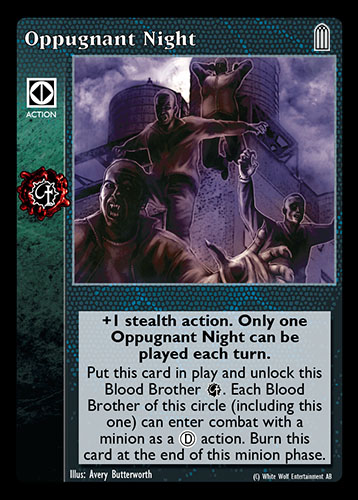 Oppugnant Night
ACTION
+1 stealth action. Only one
Oppugnant Night can be
played each turn.
Put this card in play and unlock this
Blood Brother . Each Blood
Brother of this circle (including this
one) can enter combat with a
minion as a Ⓓ action. Burn this
card at the end of this minion phase.
Illus: Avery Butterworth
(C) White Wolf Entertainment AB